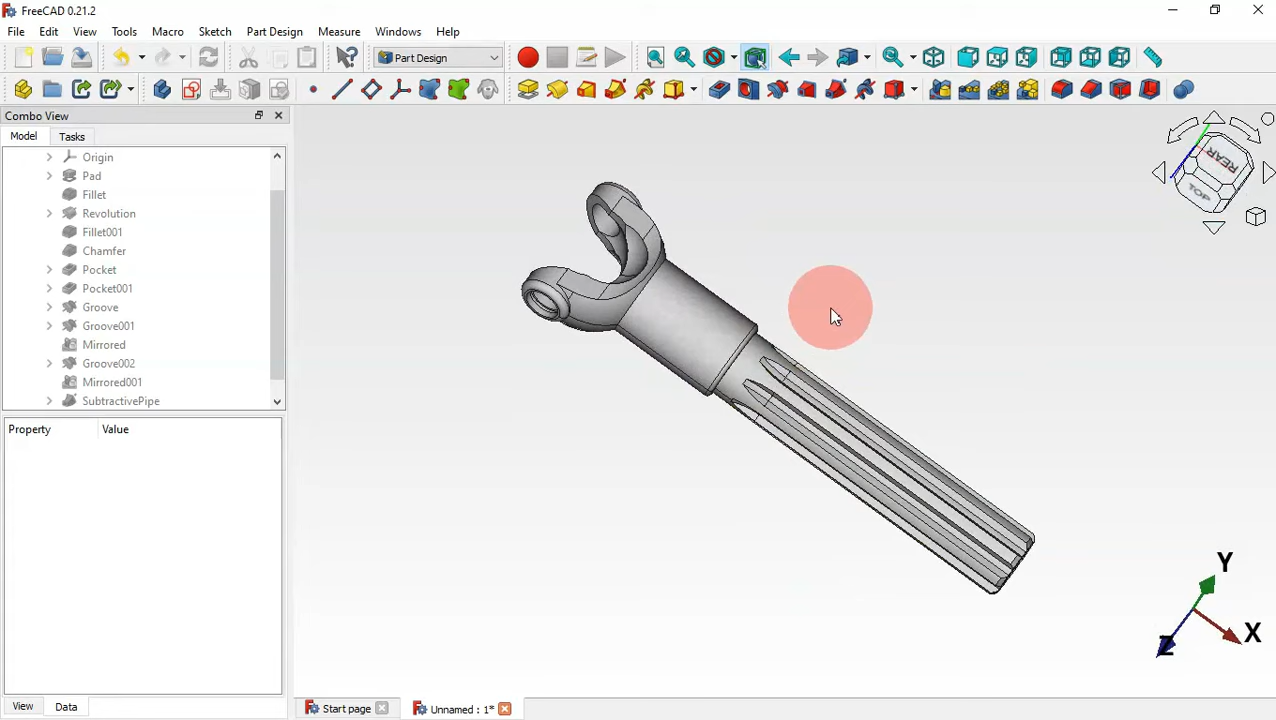 FreeCAD 0.21.2
File Edit View Tools Macro Sketch Part Design Measure Windows Help
Part Design
Combo View
Model Tasks
Origin
Pad
Fillet
Revolution
Fillet001
Chamfer
Pocket
Pocket001
Groove
Groove001
Mirrored
Groove002
Mirrored001
SubtractivePipe
Property Value
REAR
TOP
Y
X
Z
View Data
Start page
Unnamed : 1*